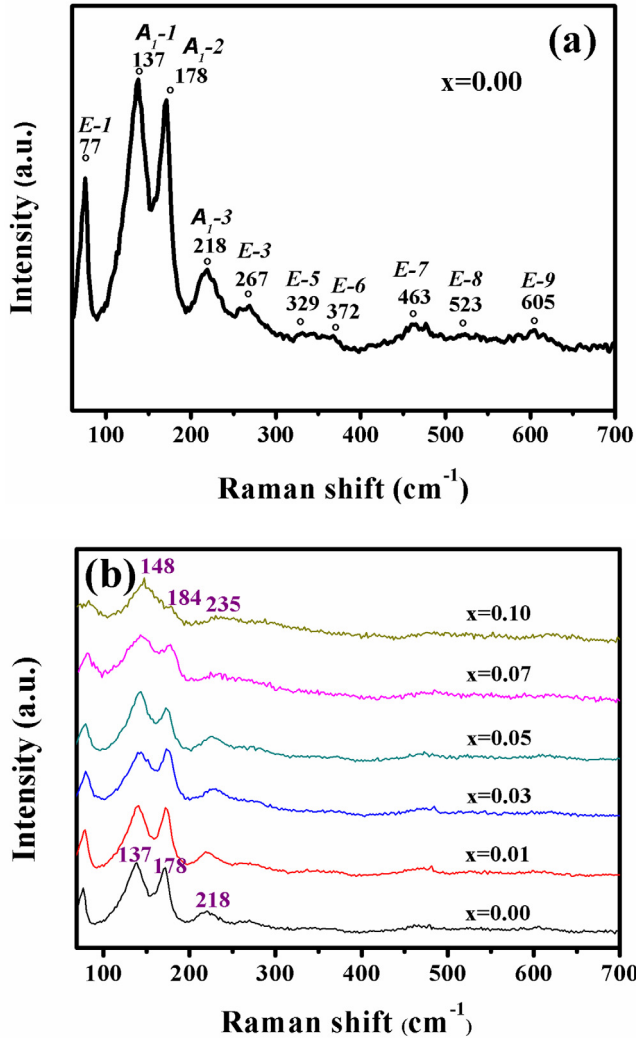 (a)
A₁-1
137
A₁-2
178
x=0.00
E-1
77
A₁-3
218
E-3
267
E-5
329
E-6
372
E-7
463
E-8
523
E-9
605
Intensity (a.u.)
100 200 300 400 500 600 700
Raman shift (cm⁻¹)
(b)
148
184
235
x=0.10
x=0.07
x=0.05
x=0.03
x=0.01
137
178
218
x=0.00
Intensity (a.u.)
100 200 300 400 500 600 700
Raman shift (cm⁻¹)